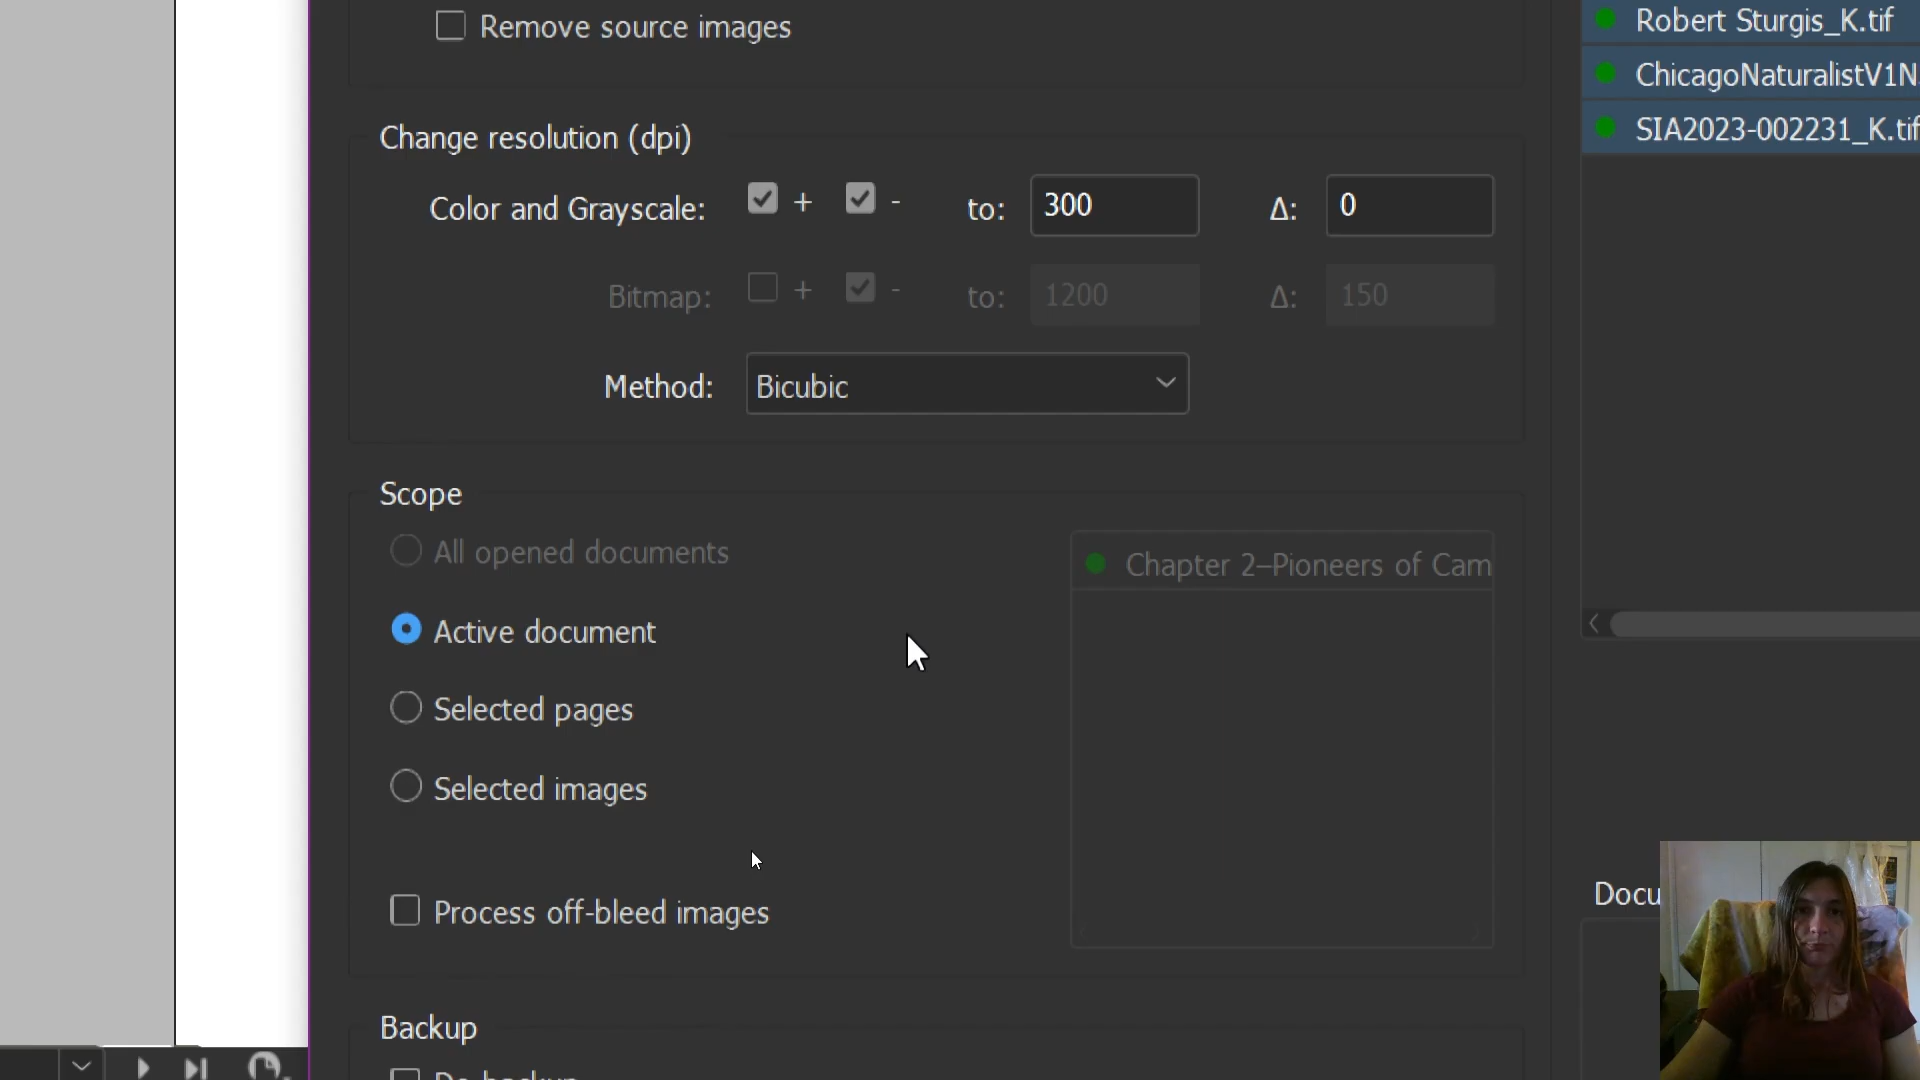 Remove source images
Robert Sturgis_K.tif
ChicagoNaturalistV1N
SIA2023-002231_K.tif
Change resolution (dpi)
Color and Grayscale: + - to: 300 Δ: 0
Bitmap: + - to: 1200 Δ: 150
Method: Bicubic
Scope
All opened documents
Chapter 2–Pioneers of Cam
Active document
Selected pages
Selected images
Docu
Process off-bleed images
Backup
Do backup